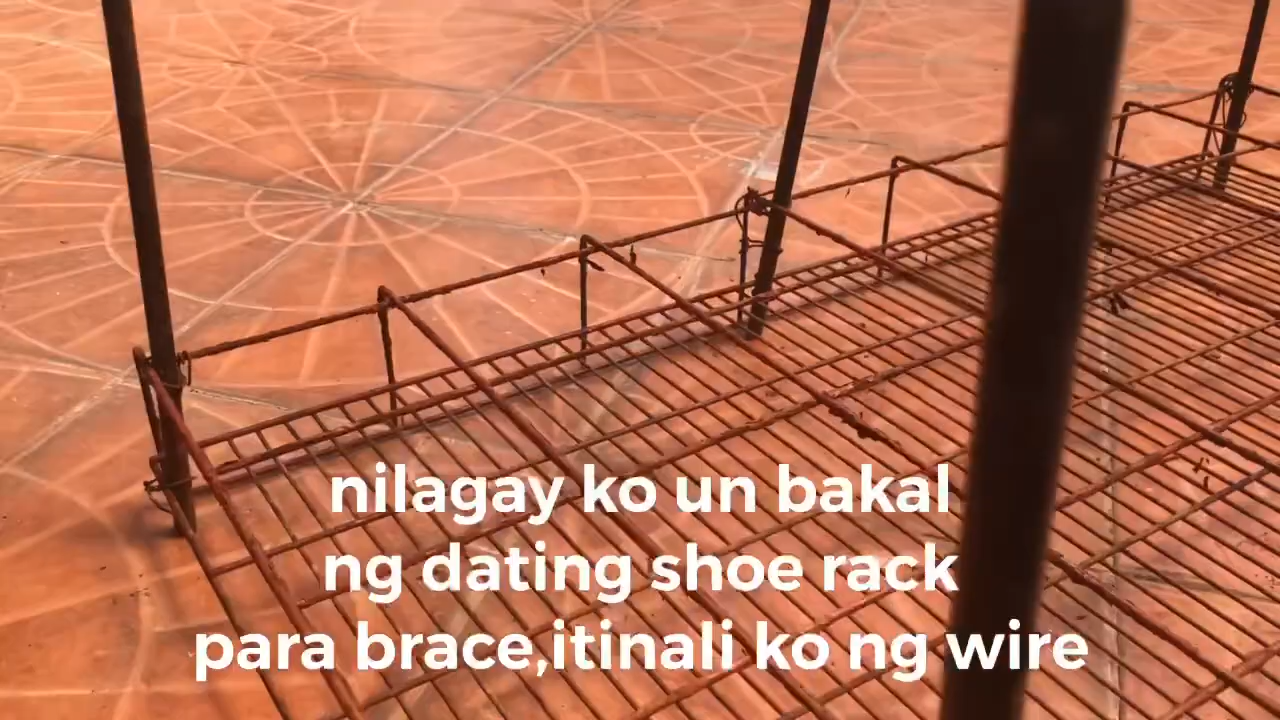 nilagay ko un bakal
ng dating shoe rack
para brace,itinali ko ng wire